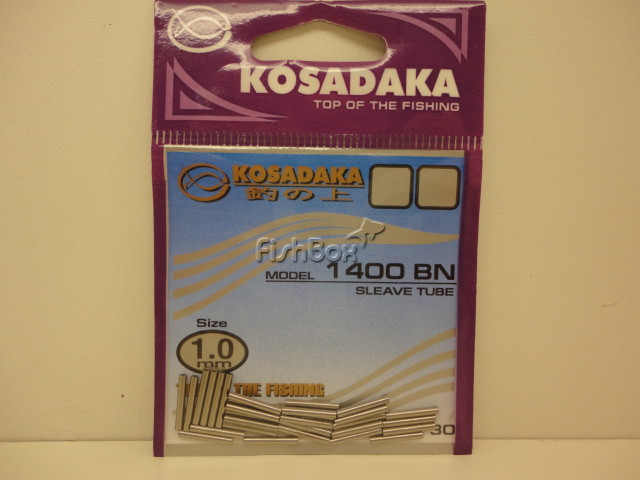 KOSADAKA
TOP OF THE FISHING
KOSADAKA
釣の上
FishBox
MODEL 1400 BN
SLEAVE TUBE
Size
1.0
mm
THE FISHING
30